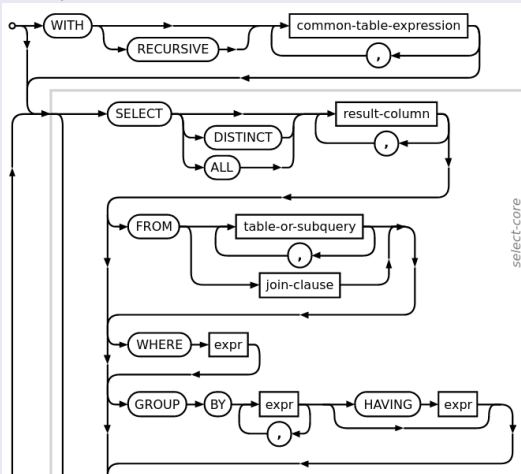 WITH RECURSIVE common-table-expression ,
SELECT DISTINCT ALL result-column ,
FROM table-or-subquery , join-clause
WHERE expr
GROUP BY expr , HAVING expr
select-core